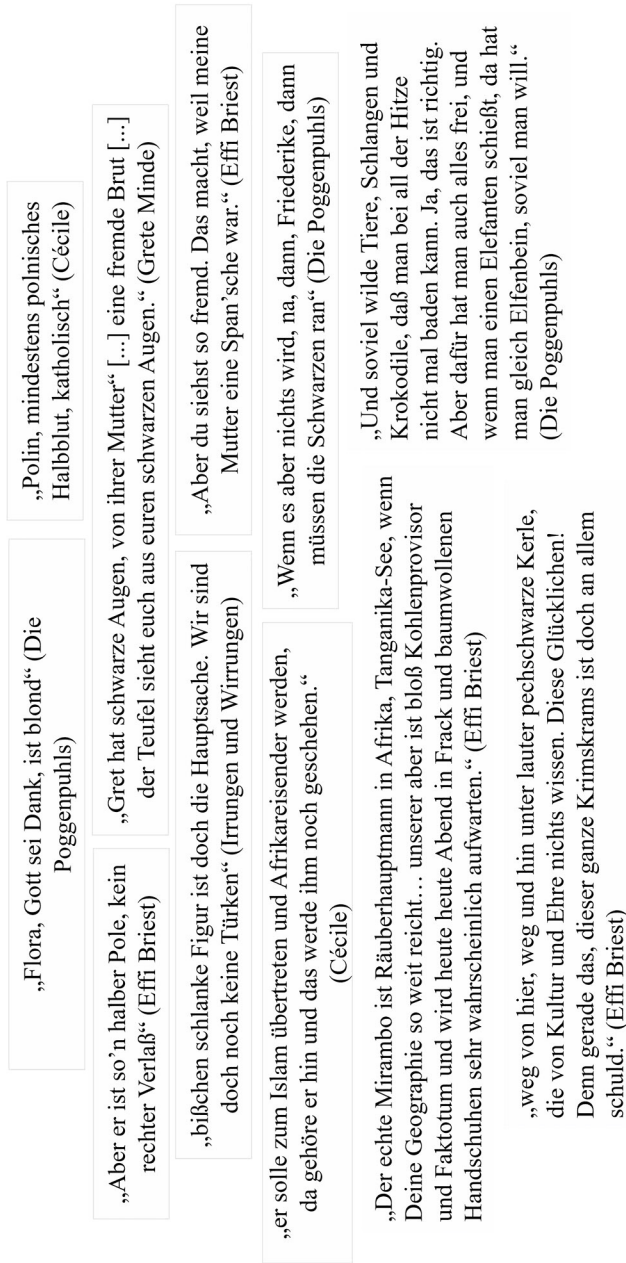 „Flora, Gott sei Dank, ist blond“ (Die
Poggenpuhls)
„Polin, mindestens polnisches
Halbblut, katholisch“ (Cécile)
„Aber er ist so’n halber Pole, kein
rechter Verlaß“ (Effi Briest)
„Gret hat schwarze Augen, von ihrer Mutter“ [...] eine fremde Brut [...]
der Teufel sieht euch aus euren schwarzen Augen.“ (Grete Minde)
„bißchen schlanke Figur ist doch die Hauptsache. Wir sind
doch noch keine Türken“ (Irrungen und Wirrungen)
„Aber du siehst so fremd. Das macht, weil meine
Mutter eine Span’sche war.“ (Effi Briest)
„er solle zum Islam übertreten und Afrikareisender werden,
da gehöre er hin und das werde ihm noch geschehen.“
(Cécile)
„Wenn es aber nichts wird, na, dann, Friederike, dann
müssen die Schwarzen ran“ (Die Poggenpuhls)
„Der echte Mirambo ist Räuberhauptmann in Afrika, Tanganika-See, wenn
Deine Geographie so weit reicht… unserer aber ist bloß Kohlenprovisor
und Faktotum und wird heute heute Abend in Frack und baumwollenen
Handschuhen sehr wahrscheinlich aufwarten.“ (Effi Briest)
„Und soviel wilde Tiere, Schlangen und
Krokodile, daß man bei all der Hitze
nicht mal baden kann. Ja, das ist richtig.
Aber dafür hat man auch alles frei, und
wenn man einen Elefanten schießt, da hat
man gleich Elfenbein, soviel man will.“
(Die Poggenpuhls)
„weg von hier, weg und hin unter lauter pechschwarze Kerle,
die von Kultur und Ehre nichts wissen. Diese Glücklichen!
Denn gerade das, dieser ganze Krimskrams ist doch an allem
schuld.“ (Effi Briest)